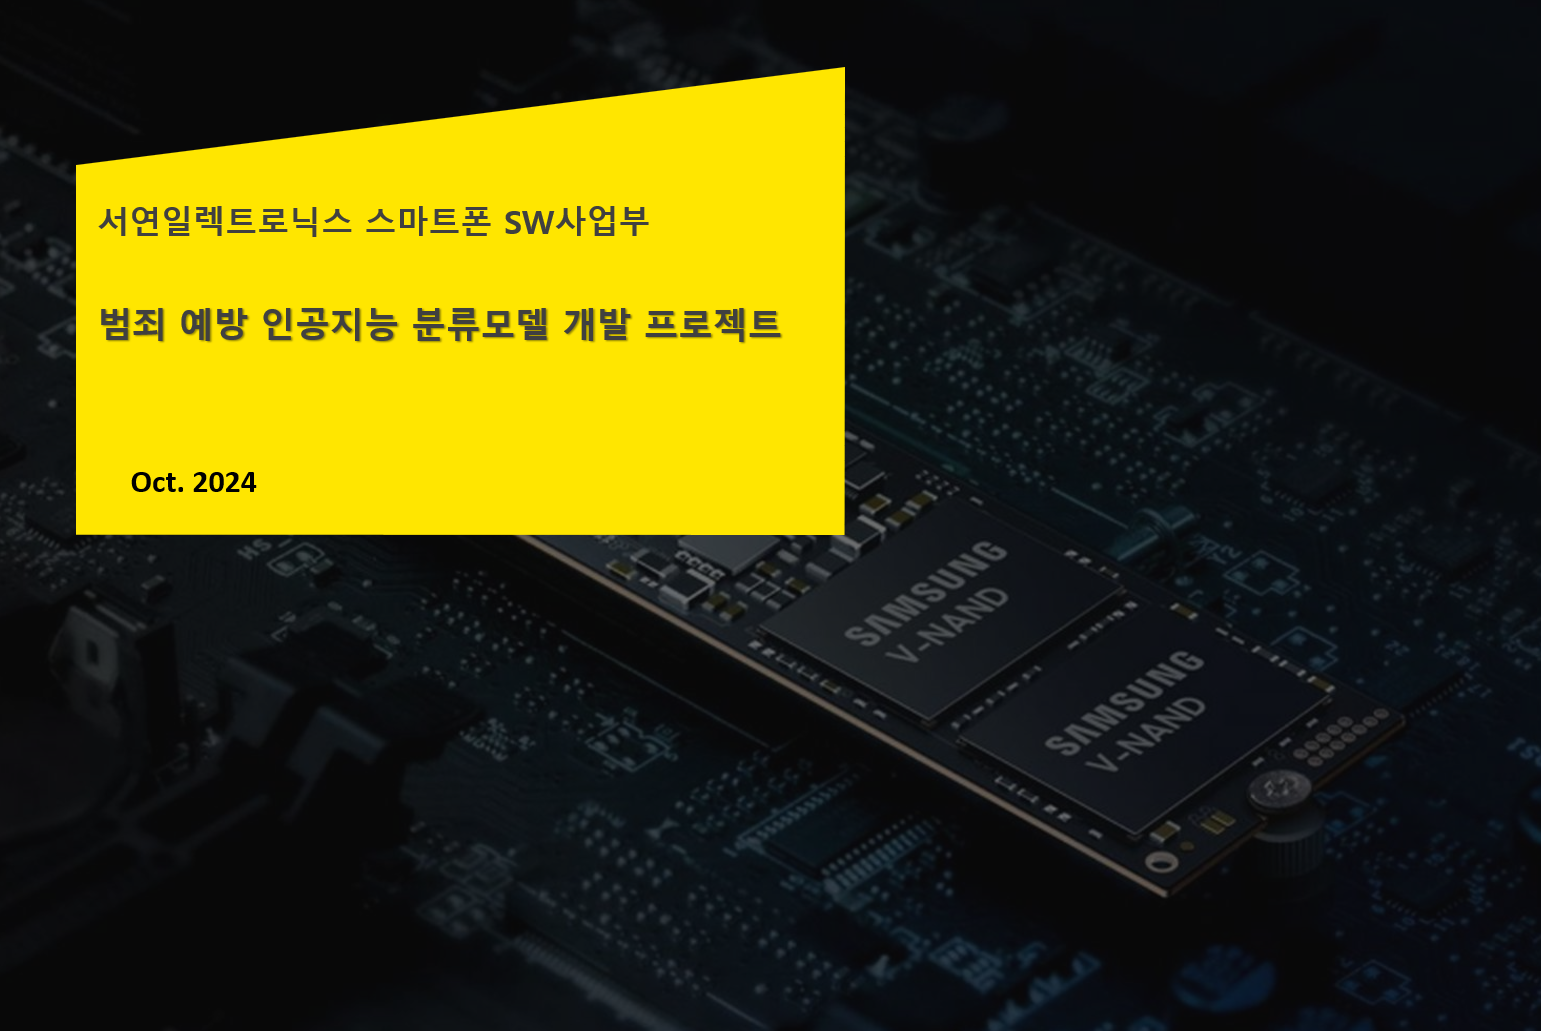 서연일렉트로닉스 스마트폰 SW사업부
범죄 예방 인공지능 분류모델 개발 프로젝트
Oct. 2024
SAMSUNG
V-NAND
SAMSUNG
V-NAND